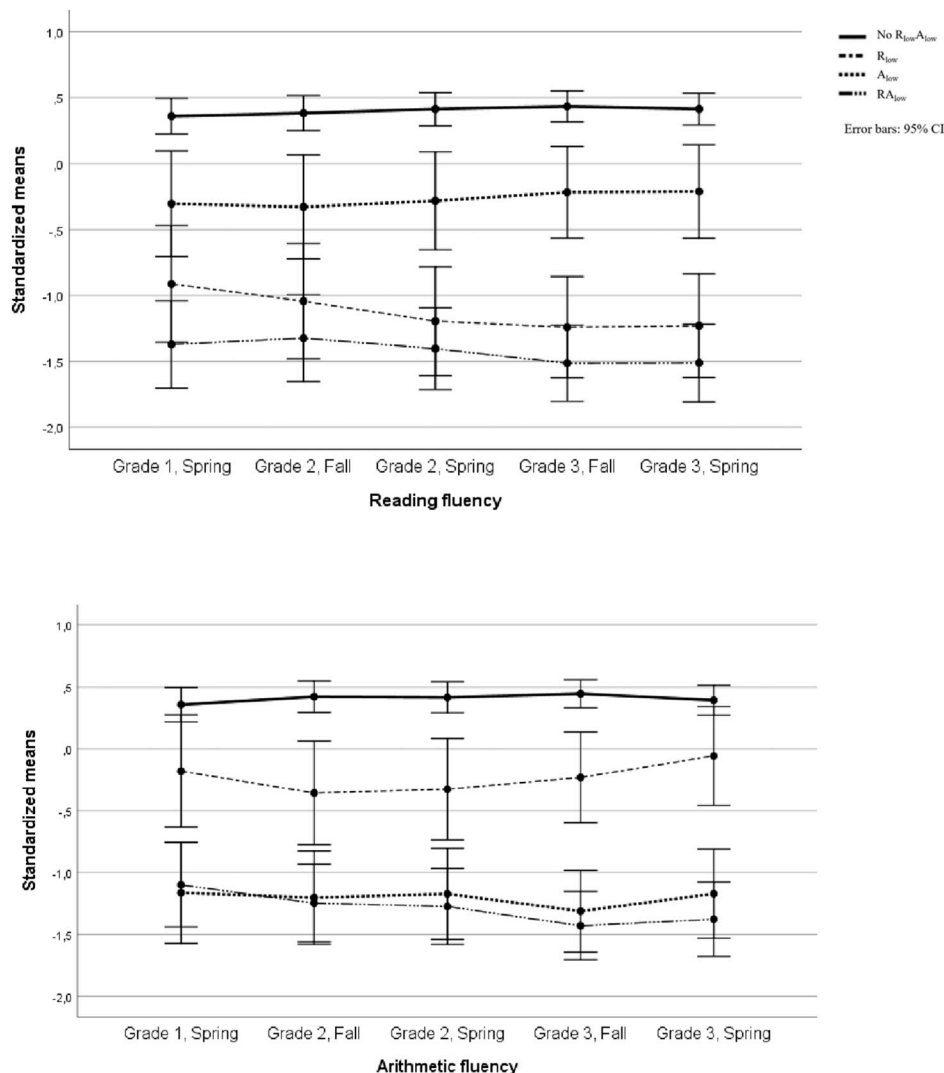 1,0
,5
,0
-,5
-1,0
-1,5
-2,0
Standardized means
Grade 1, Spring Grade 2, Fall Grade 2, Spring Grade 3, Fall Grade 3, Spring
Reading fluency
No RlowAlow
Rlow
Alow
RAlow
Error bars: 95% CI
1,0
,5
,0
-,5
-1,0
-1,5
-2,0
Standardized means
Grade 1, Spring Grade 2, Fall Grade 2, Spring Grade 3, Fall Grade 3, Spring
Arithmetic fluency